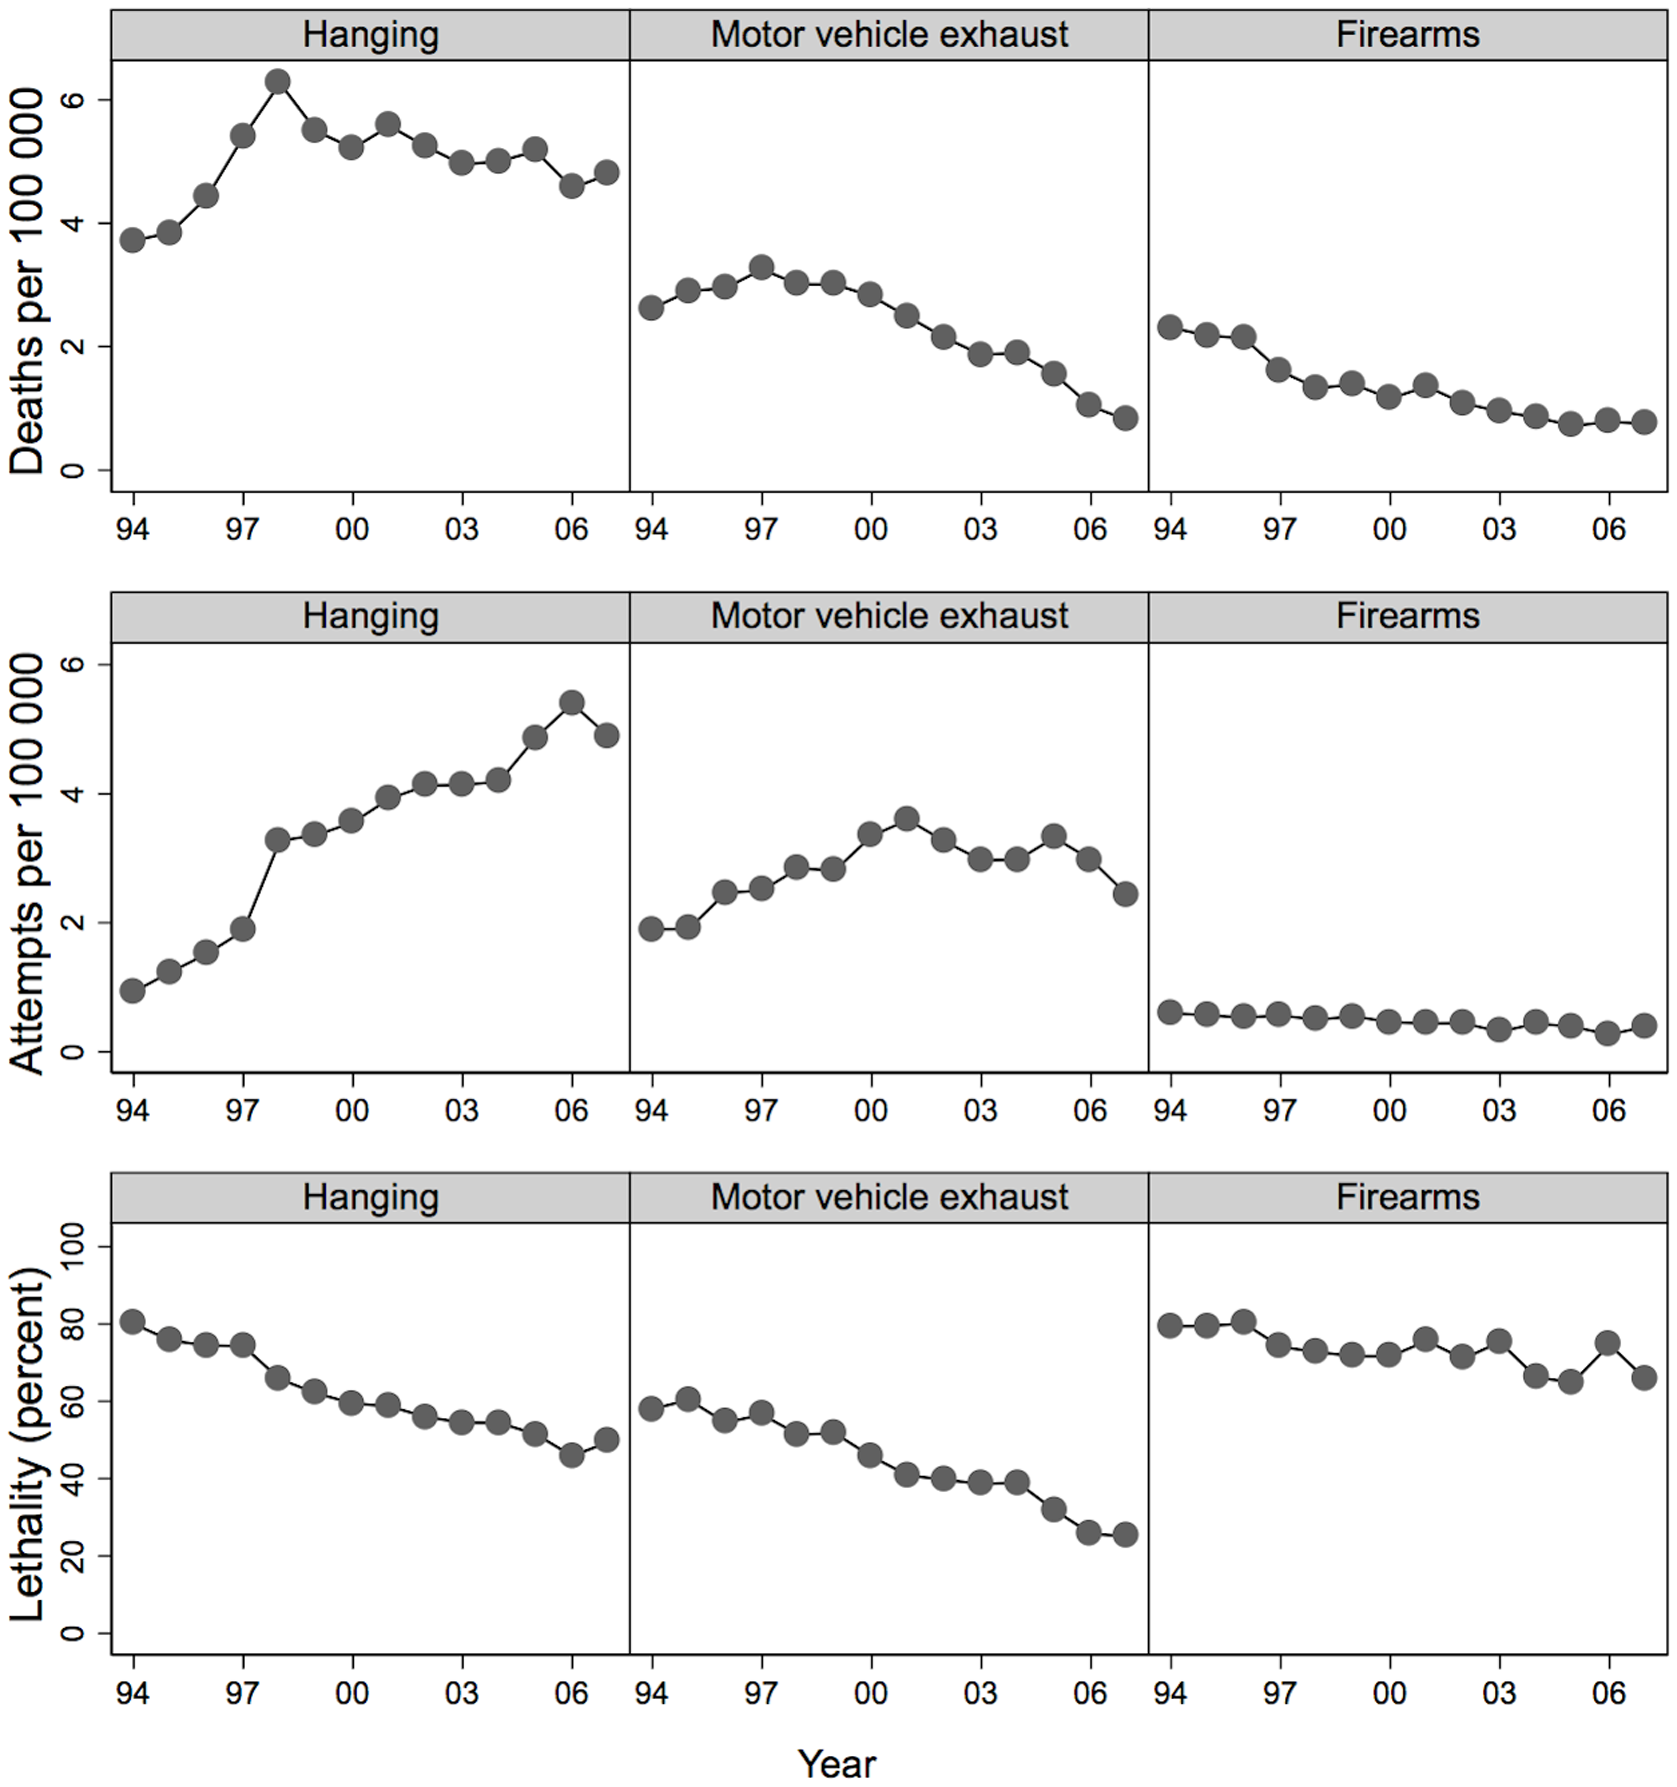 Hanging Motor vehicle exhaust Firearms
Deaths per 100 000
6
4
2
0
94 97 00 03 06 94 97 00 03 06 94 97 00 03 06
Hanging Motor vehicle exhaust Firearms
Attempts per 100 000
6
4
2
0
94 97 00 03 06 94 97 00 03 06 94 97 00 03 06
Hanging Motor vehicle exhaust Firearms
Lethality (percent)
100
80
60
40
20
0
94 97 00 03 06 94 97 00 03 06 94 97 00 03 06
Year